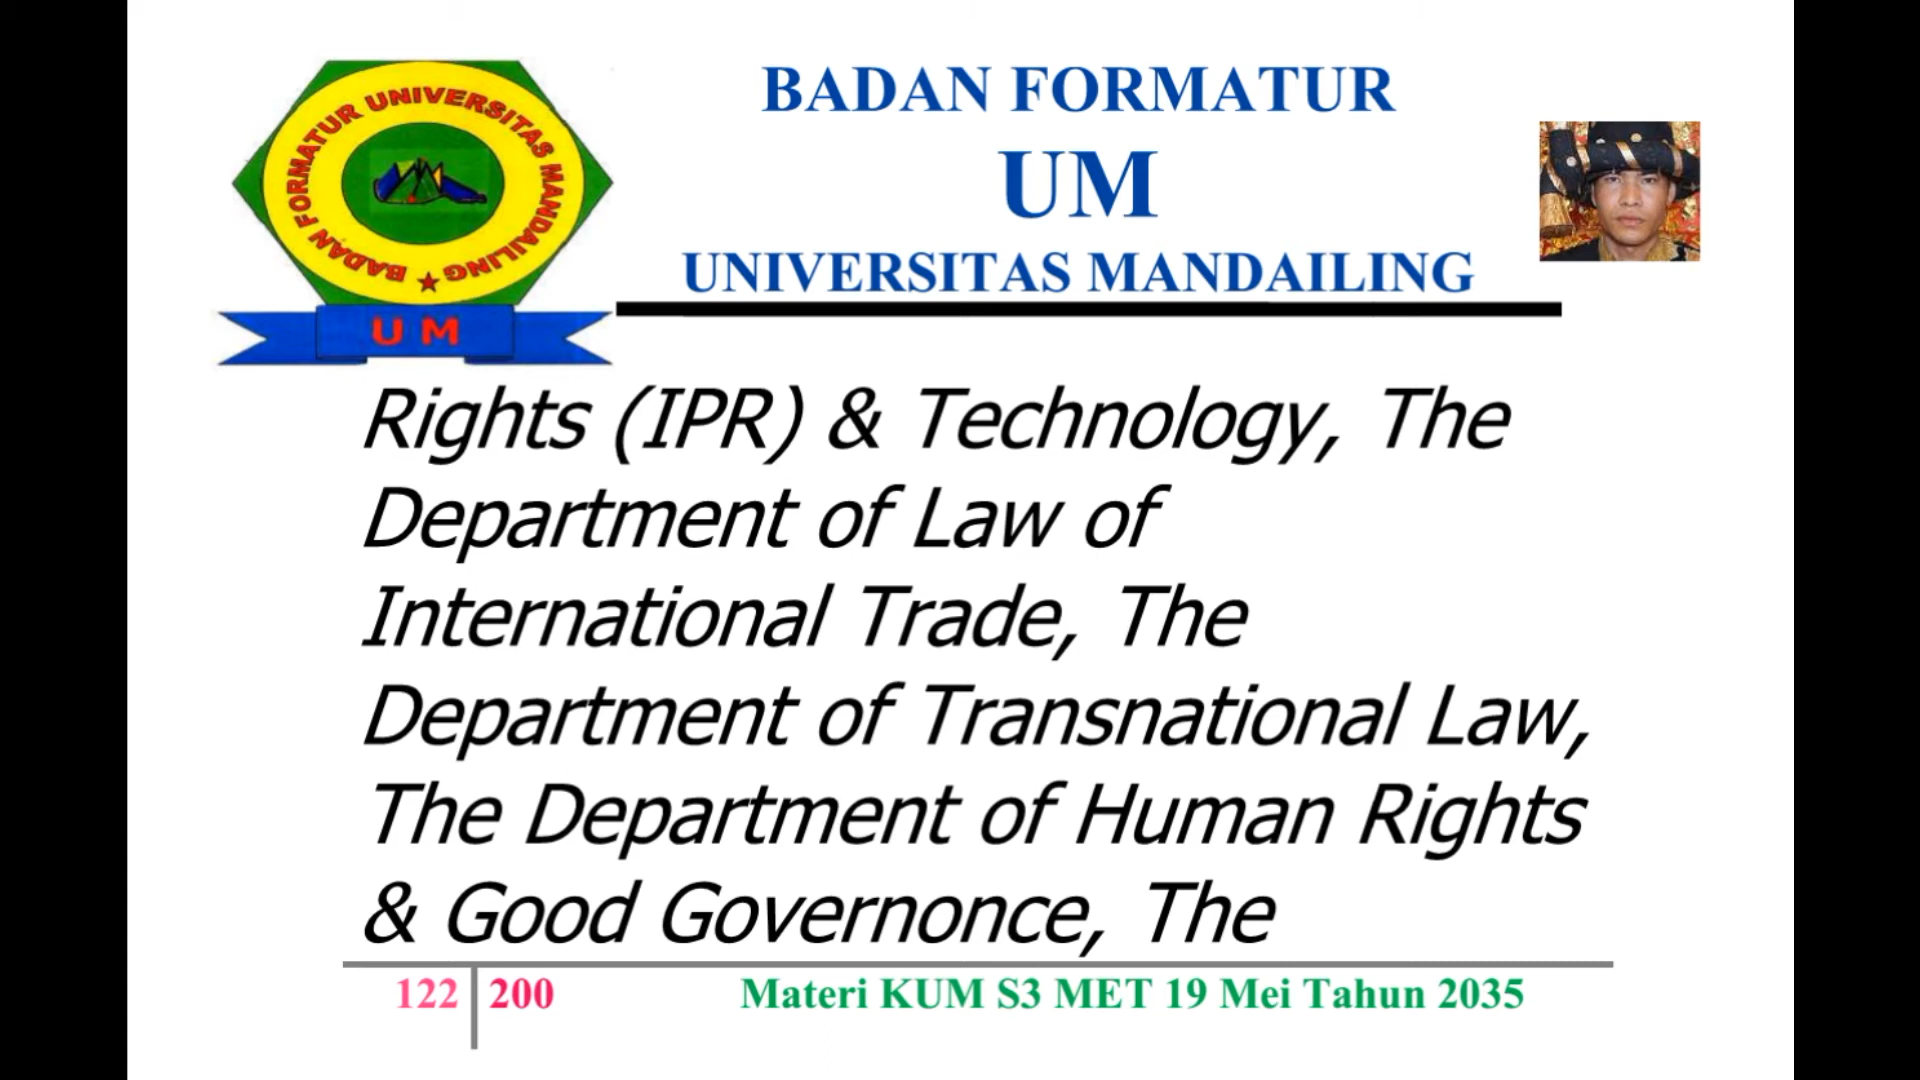 BADAN FORMATUR UNIVERSITAS MANDAILING
U M
BADAN FORMATUR
UM
UNIVERSITAS MANDAILING
Rights (IPR) & Technology, The
Department of Law of
International Trade, The
Department of Transnational Law,
The Department of Human Rights
& Good Governonce, The
122 200
Materi KUM S3 MET 19 Mei Tahun 2035